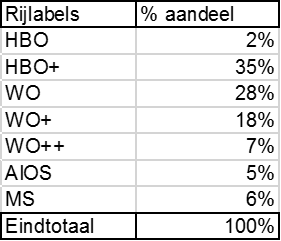 Rijlabels % aandeel
HBO 2%
HBO+ 35%
WO 28%
WO+ 18%
WO++ 7%
AIOS 5%
MS 6%
Eindtotaal 100%